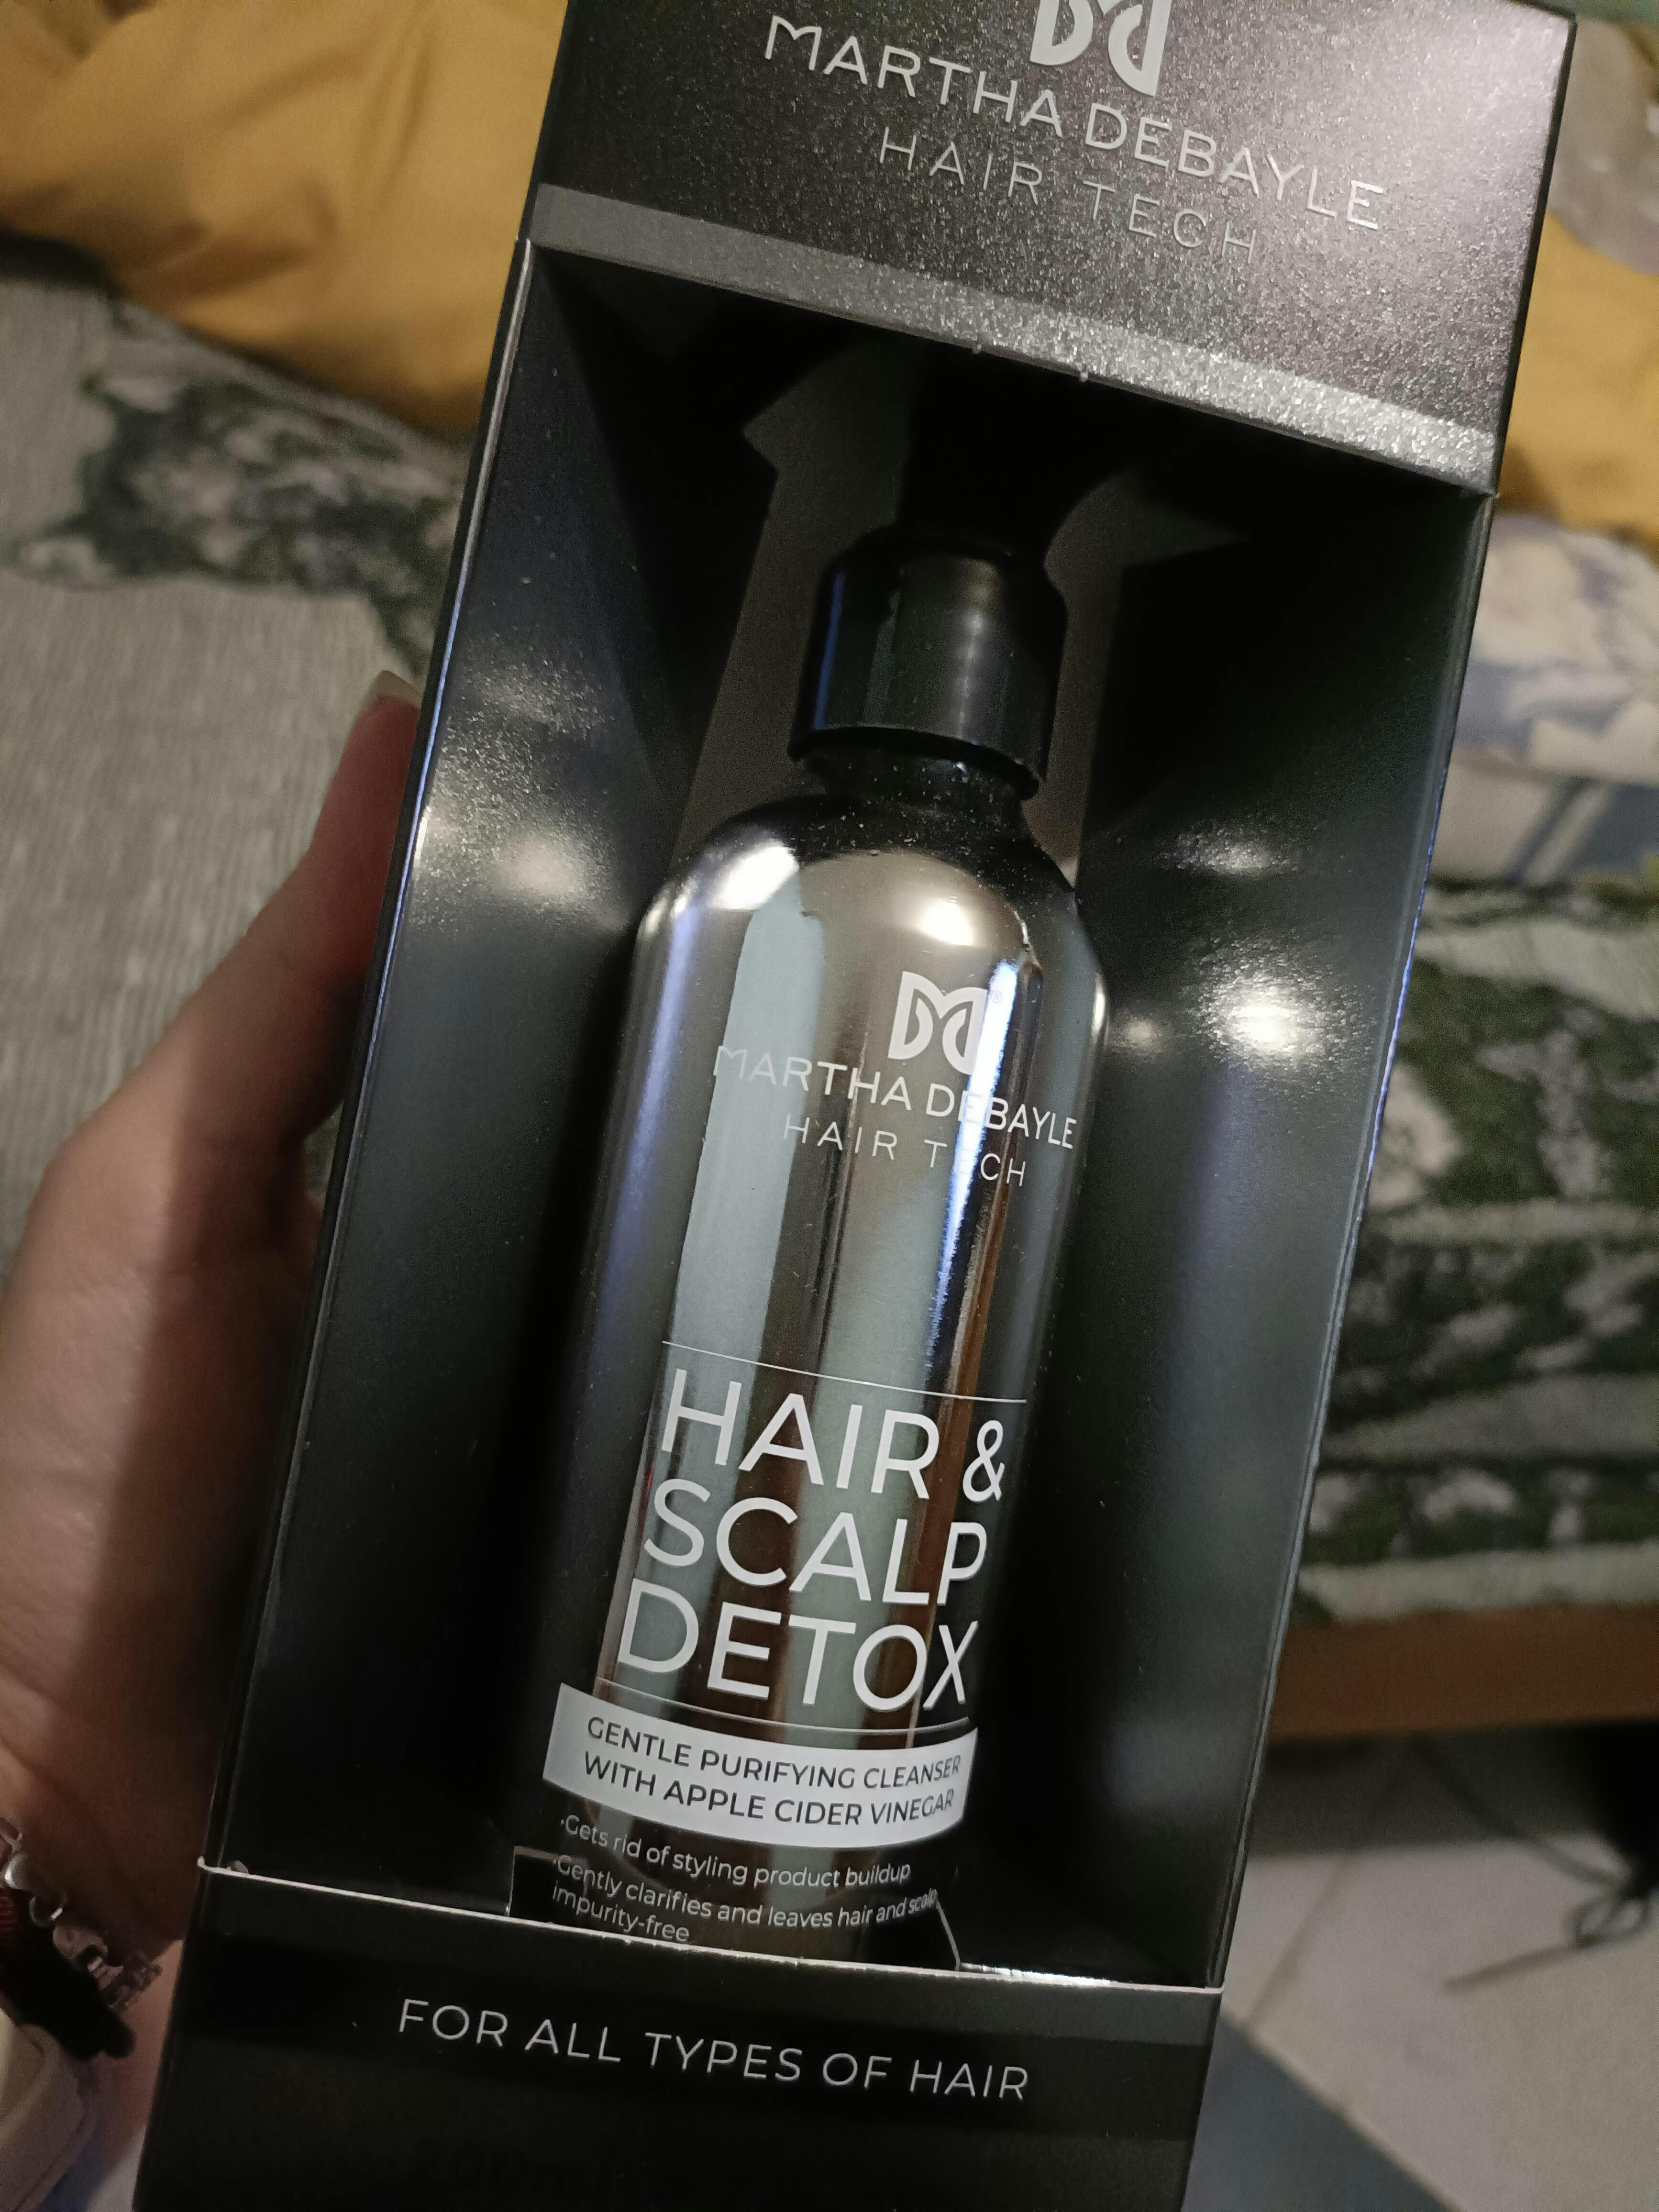 MARTHA DEBAYLE
HAIR TECH
®
MARTHA DEBAYLE
HAIR TECH
HAIR &
SCALP
DETOX
GENTLE PURIFYING CLEANSER
WITH APPLE CIDER VINEGAR
·Gets rid of styling product buildup
·Gently clarifies and leaves hair and scalp
impurity-free
FOR ALL TYPES OF HAIR